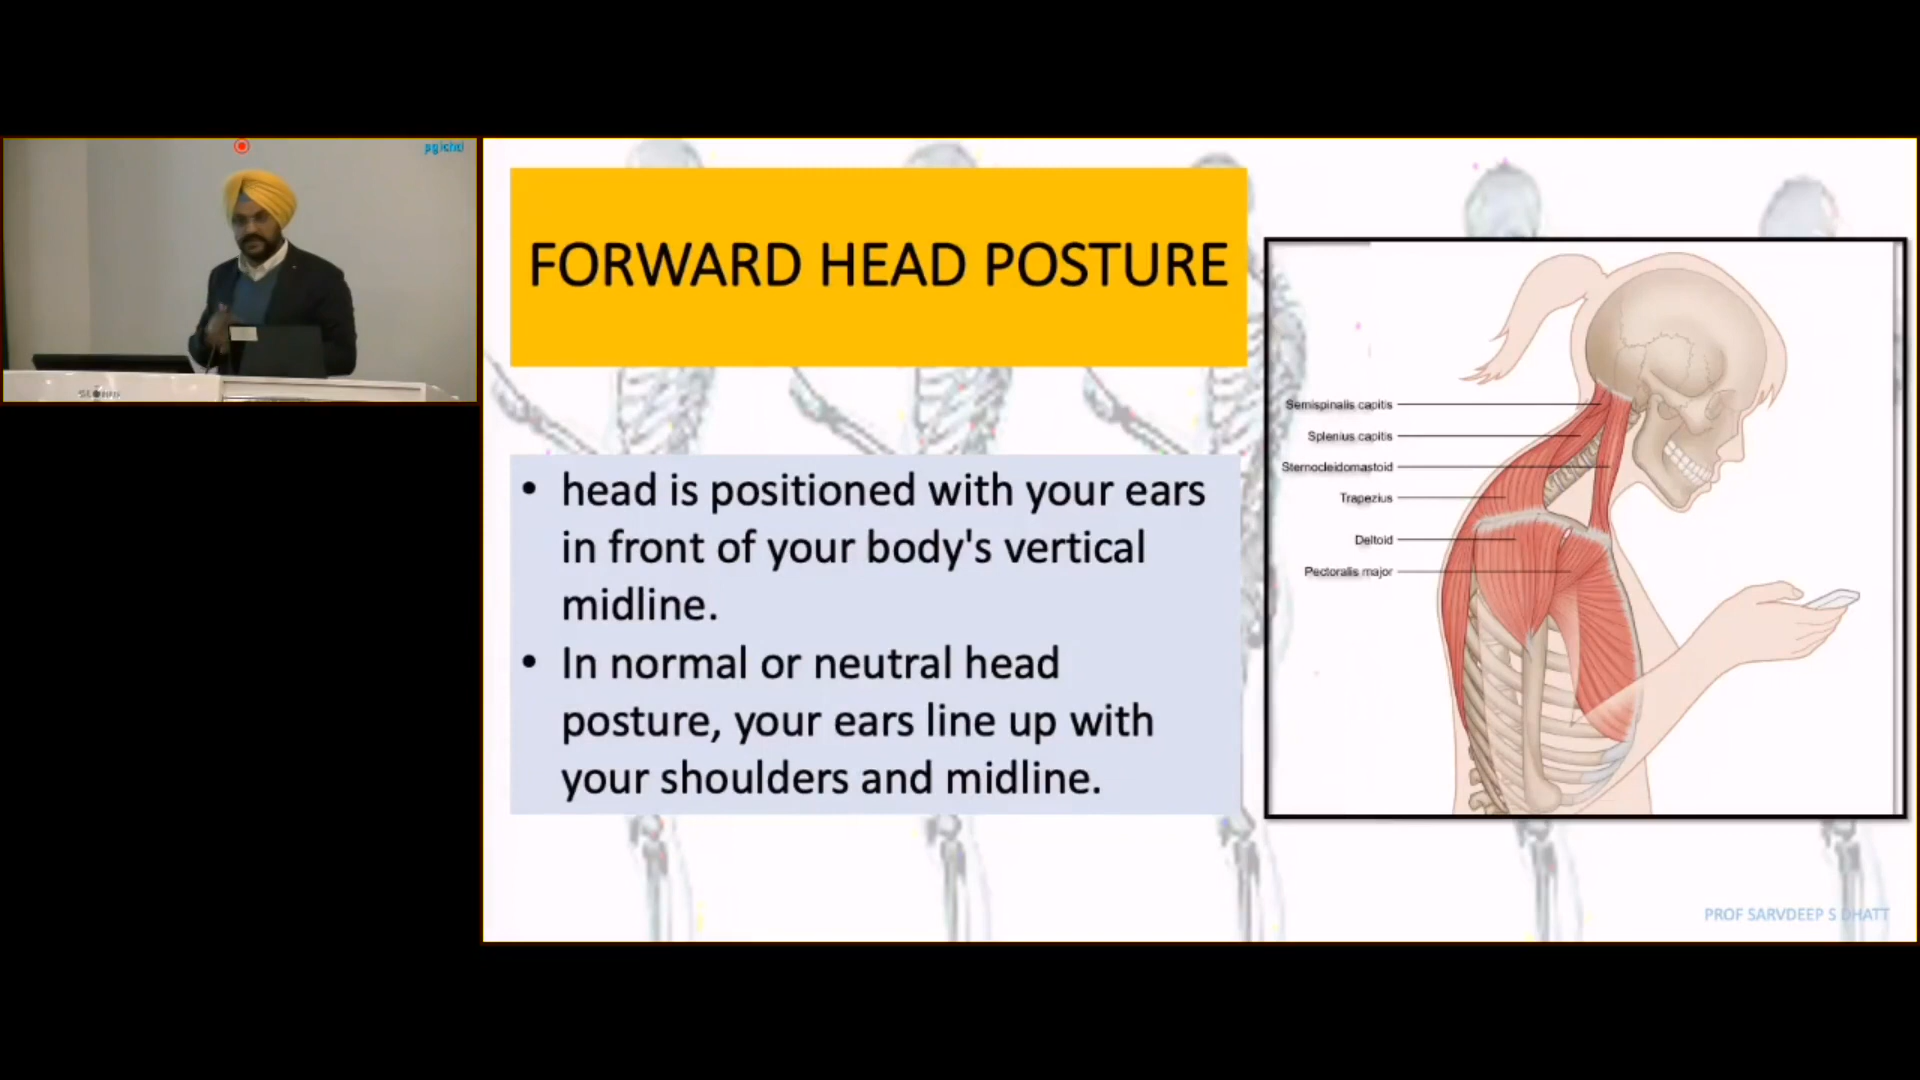 pgichd
FORWARD HEAD POSTURE
• head is positioned with your ears
in front of your body's vertical
midline.
• In normal or neutral head
posture, your ears line up with
your shoulders and midline.
Semispinalis capitis
Splenius capitis
Sternocleidomastoid
Trapezius
Deltoid
Pectoralis major
PROF SARVDEEP S DHATT